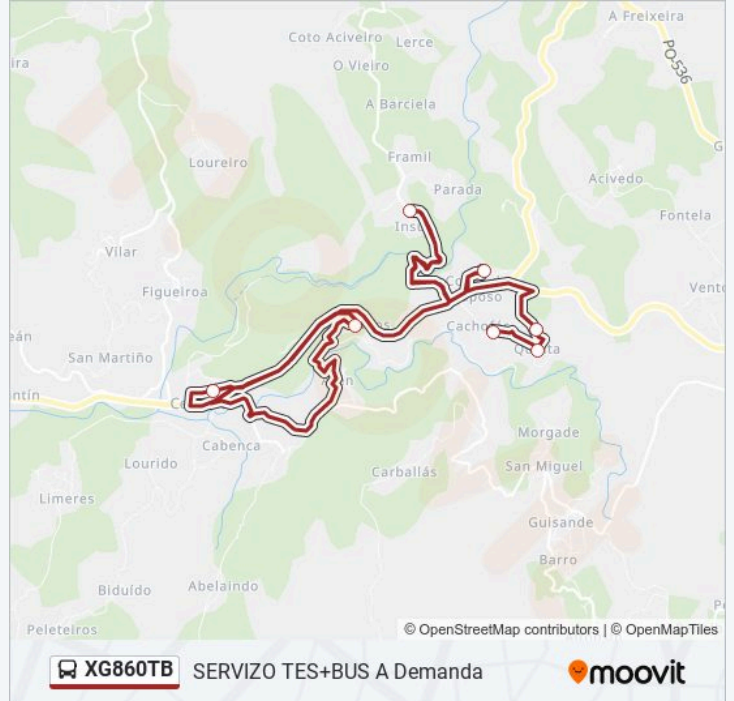 A Freixeira
Coto Aciveiro
Lerce
O Vieiro
PO-536
A Barciela
Loureiro
Framil
Acivedo
Parada
Fontela
Vilar
Figueiroa
Cachofás
San Martiño
Cabenca
Morgade
Lourido
San Miguel
Carballás
Limeres
Guisande
Barro
Biduído
Abelaindo
Peleteiros
© OpenStreetMap contributors | © OpenMapTiles
XG860TB SERVIZO TES+BUS A Demanda
moovit